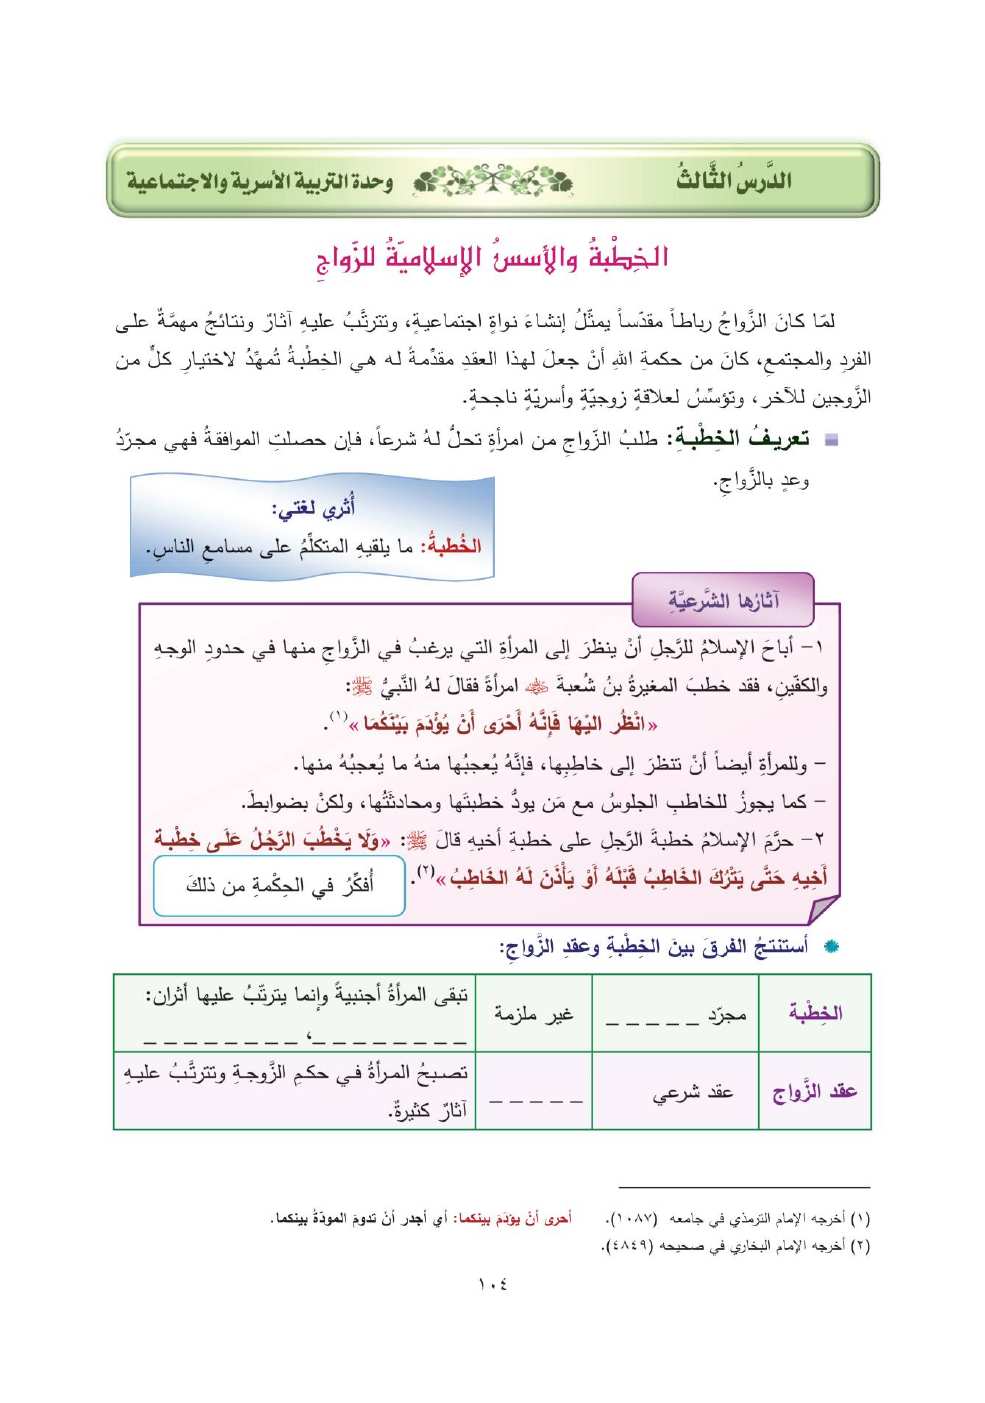 الدَّرسُ الثَّالثُ
وحدة التربية الأسرية والاجتماعية
الخِطْبةُ والأسسُ الإسلاميّةُ للزّواجِ
لمّا كانَ الزَّواجُ رباطاً مقدّساً يمثّلُ إنشاءَ نواةٍ اجتماعيةٍ، وتترتَّبُ عليهِ آثارٌ ونتائجُ مهمَّةٌ على
الفردِ والمجتمعِ، كانَ من حكمةِ اللهِ أنْ جعلَ لهذا العقدِ مقدّمةً له هي الخِطْبةُ تُمهِّدُ لاختيارِ كلٍّ من
الزَّوجينِ للآخرِ، وتؤسِّسُ لعلاقةٍ زوجيّةٍ وأسريّةٍ ناجحةٍ.
تعريفُ الخِطْبةِ: طلبُ الزّواجِ من امرأةٍ تحلُّ لهُ شرعاً، فإن حصلتِ الموافقةُ فهي مجرّدُ
وعدٍ بالزَّواجِ.
أُثري لغتي:
الخُطبةُ: ما يلقيهِ المتكلِّمُ على مسامعِ الناسِ.
آثارُها الشَّرعيَّةِ
١– أباحَ الإسلامُ للرَّجلِ أنْ ينظرَ إلى المرأةِ التي يرغبُ في الزَّواجِ منها في حدودِ الوجهِ
والكفّينِ، فقد خطبَ المغيرةُ بنُ شُعبةَ رضي الله عنه امرأةً فقالَ لهُ النَّبيُّ ﷺ:
«انْظُر اليْهَا فَإِنَّهُ أَحْرَى أَنْ يُؤْدَمَ بَيْنَكُمَا»(١).
– وللمرأةِ أيضاً أنْ تنظرَ إلى خاطبِها، فإنَّهُ يُعجبُها منهُ ما يُعجبُهُ منها.
– كما يجوزُ للخاطبِ الجلوسُ مع مَن يودُّ خطبتَها ومحادثتُها، ولكنْ بضوابطَ.
٢– حرَّمَ الإسلامُ خطبةَ الرَّجلِ على خطبةِ أخيهِ قالَ ﷺ: «وَلَا يَخْطُبَ الرَّجُلُ عَلَى خِطْبة
أَخِيهِ حَتَّى يَتْرُكَ الخَاطِبُ قَبْلَهُ أَوْ يَأْذَنَ لَهُ الخَاطِبُ»(٢).
أُفكِّرُ في الحِكْمةِ من ذلكَ
أستنتجُ الفرقَ بينَ الخِطْبةِ وعقدِ الزَّواجِ:
الخِطْبة
مجرّد _ _ _ _ _
غير ملزمة
تبقى المرأةُ أجنبيةً وإنما يترتّبُ عليها أثران:
_ _ _ _ _ _ _ _، _ _ _ _ _ _ _ _
عقد الزَّواج
عقد شرعي
_ _ _ _ _
تصبحُ المرأةُ في حكمِ الزَّوجةِ وتترتَّبُ عليهِ
آثارٌ كثيرةٌ.
(١) أخرجه الإمام الترمذي في جامعه (١٠٨٧). أحرى أنْ يؤدَمَ بينكما: أي أجدر أنْ تدومَ المودّةُ بينكما.
(٢) أخرجه الإمام البخاري في صحيحه (٤٨٤٩).
١٠٤